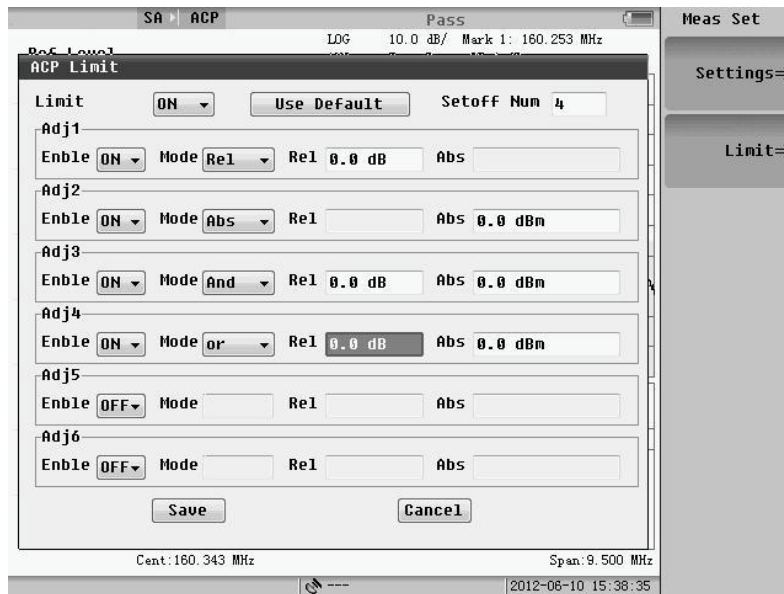 SA ACP Pass Meas Set
LOG 10.0 dB/ Mark 1: 160.253 MHz
Ref Level
ACP Limit
Settings=
Limit ON Use Default Setoff Num 4
Adj1
Enble ON Mode Rel Rel 0.0 dB Abs
Limit=
Adj2
Enble ON Mode Abs Rel Abs 0.0 dBm
Adj3
Enble ON Mode And Rel 0.0 dB Abs 0.0 dBm
Adj4
Enble ON Mode or Rel 0.0 dB Abs 0.0 dBm
Adj5
Enble OFF Mode Rel Abs
Adj6
Enble OFF Mode Rel Abs
Save Cancel
Cent:160.343 MHz Span:9.500 MHz
--- 2012-06-10 15:38:35